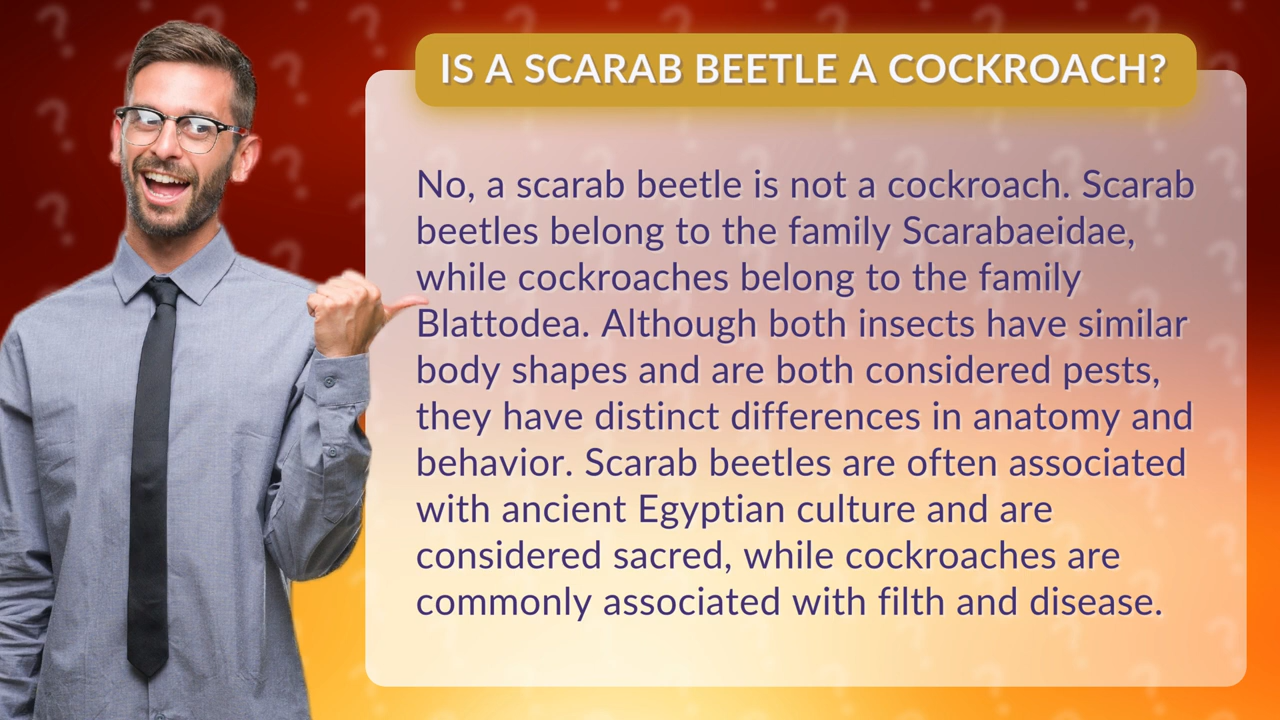 IS A SCARAB BEETLE A COCKROACH?
No, a scarab beetle is not a cockroach. Scarab
beetles belong to the family Scarabaeidae,
while cockroaches belong to the family
Blattodea. Although both insects have similar
body shapes and are both considered pests,
they have distinct differences in anatomy and
behavior. Scarab beetles are often associated
with ancient Egyptian culture and are
considered sacred, while cockroaches are
commonly associated with filth and disease.